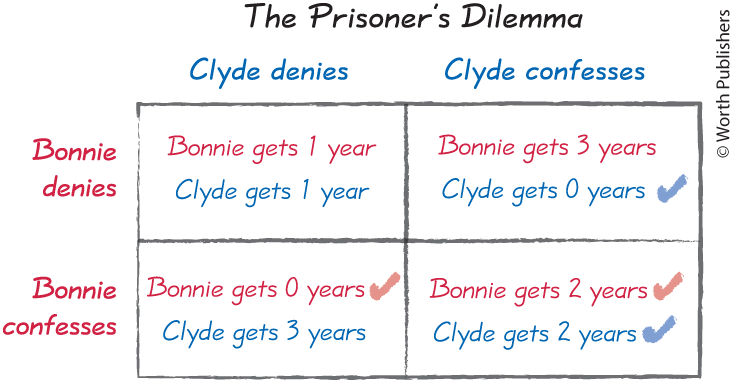 The Prisoner's Dilemma
Clyde denies
Clyde confesses
Bonnie denies
Bonnie gets 1 year
Clyde gets 1 year
Bonnie gets 3 years
Clyde gets 0 years
Bonnie confesses
Bonnie gets 0 years
Clyde gets 3 years
Bonnie gets 2 years
Clyde gets 2 years
© Worth Publishers